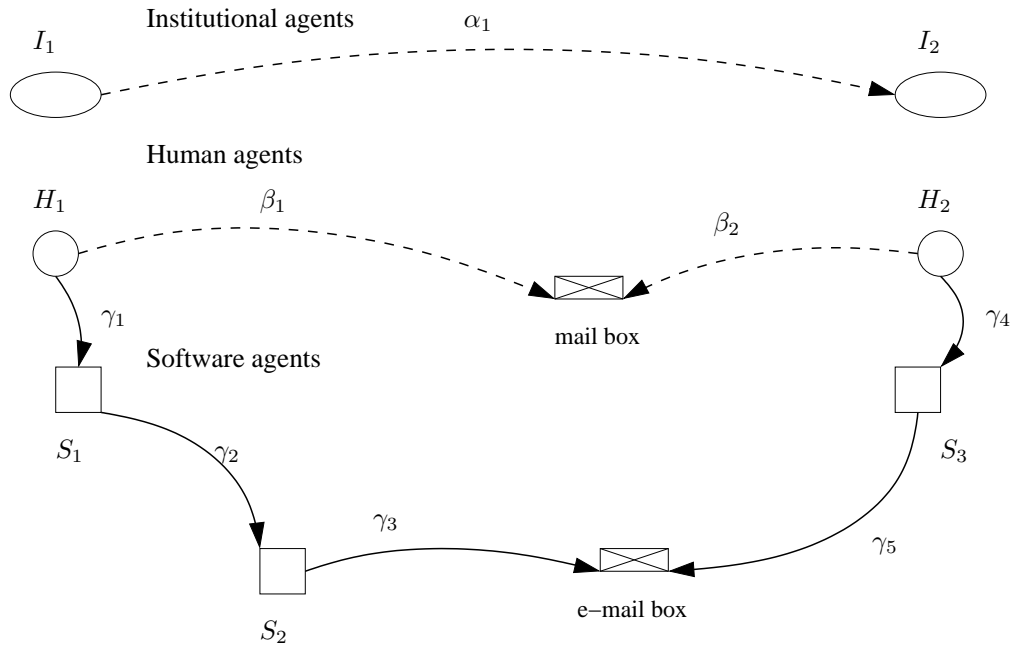 Institutional agents
α₁
I₁
I₂
Human agents
H₁
β₁
β₂
H₂
mail box
γ₁
γ₄
Software agents
S₁
γ₂
S₃
γ₃
γ₅
e−mail box
S₂